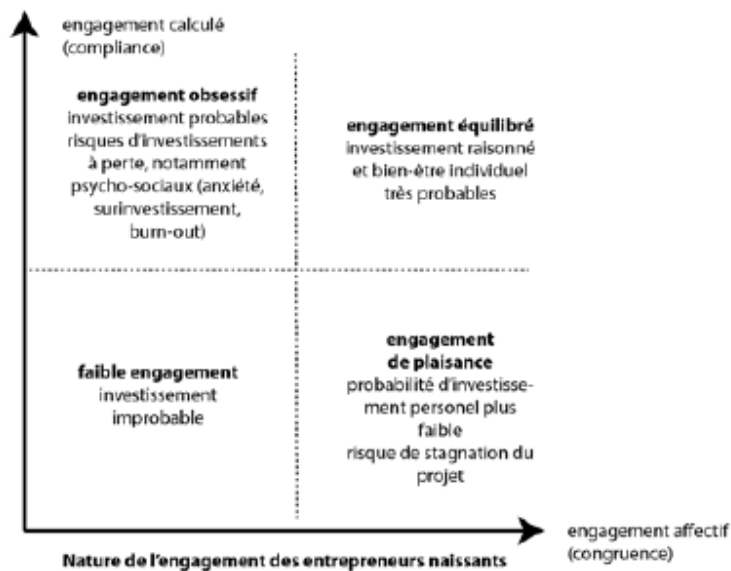 engagement calculé
(compliance)
engagement obsessif
investissement probables
risques d'investissements
à perte, notamment
psycho-sociaux (anxiété,
surinvestissement,
burn-out)
engagement équilibré
investissement raisonné
et bien-être individuel
très probables
faible engagement
investissement
improbable
engagement
de plaisance
probabilité d'investisse-
ment personel plus
faible
risque de stagnation du
projet
engagement affectif
(congruence)
Nature de l'engagement des entrepreneurs naissants